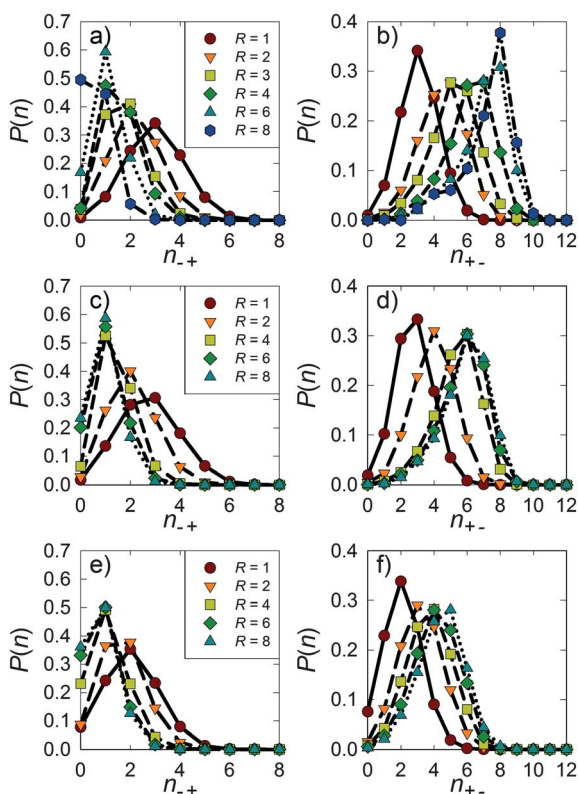 a)
R = 1
R = 2
R = 3
R = 4
R = 6
R = 8
P(n)
0.7
0.6
0.5
0.4
0.3
0.2
0.1
0.0
0 2 4 6 8
n-+
b)
P(n)
0.4
0.3
0.2
0.1
0.0
0 2 4 6 8 10 12
n+-
c)
R = 1
R = 2
R = 4
R = 6
R = 8
P(n)
0.7
0.6
0.5
0.4
0.3
0.2
0.1
0.0
0 2 4 6 8
n-+
d)
P(n)
0.4
0.3
0.2
0.1
0.0
0 2 4 6 8 10 12
n+-
e)
R = 1
R = 2
R = 4
R = 6
R = 8
P(n)
0.7
0.6
0.5
0.4
0.3
0.2
0.1
0.0
0 2 4 6 8
n-+
f)
P(n)
0.4
0.3
0.2
0.1
0.0
0 2 4 6 8 10 12
n+-